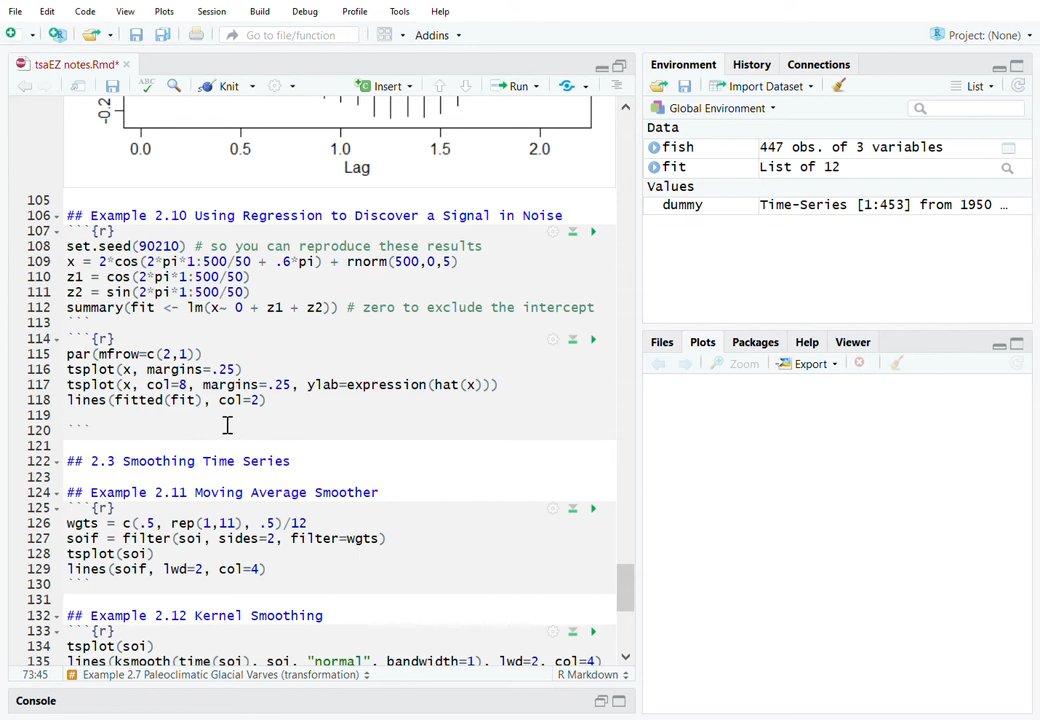 File Edit Code View Plots Session Build Debug Profile Tools Help
Go to file/function Addins Project: (None)
tsaEZ notes.Rmd*
ABC Knit Insert Run
-0.2
0.0 0.5 1.0 1.5 2.0
Lag
105
106 ## Example 2.10 Using Regression to Discover a Signal in Noise
107 ```{r}
108 set.seed(90210) # so you can reproduce these results
109 x = 2*cos(2*pi*1:500/50 + .6*pi) + rnorm(500,0,5)
110 z1 = cos(2*pi*1:500/50)
111 z2 = sin(2*pi*1:500/50)
112 summary(fit <- lm(x~ 0 + z1 + z2)) # zero to exclude the intercept
113 ```
114 ```{r}
115 par(mfrow=c(2,1))
116 tsplot(x, margins=.25)
117 tsplot(x, col=8, margins=.25, ylab=expression(hat(x)))
118 lines(fitted(fit), col=2)
119
120 ```
121
122 ## 2.3 Smoothing Time Series
123
124 ## Example 2.11 Moving Average Smoother
125 ```{r}
126 wgts = c(.5, rep(1,11), .5)/12
127 soif = filter(soi, sides=2, filter=wgts)
128 tsplot(soi)
129 lines(soif, lwd=2, col=4)
130 ```
131
132 ## Example 2.12 Kernel Smoothing
133 ```{r}
134 tsplot(soi)
135 lines(ksmooth(time(soi), soi, "normal", bandwidth=1), lwd=2, col=4)
73:45 # Example 2.7 Paleoclimatic Glacial Varves (transformation) R Markdown
Console
Environment History Connections
Import Dataset List
Global Environment
Data
fish 447 obs. of 3 variables
fit List of 12
Values
dummy Time-Series [1:453] from 1950 …
Files Plots Packages Help Viewer
Zoom Export